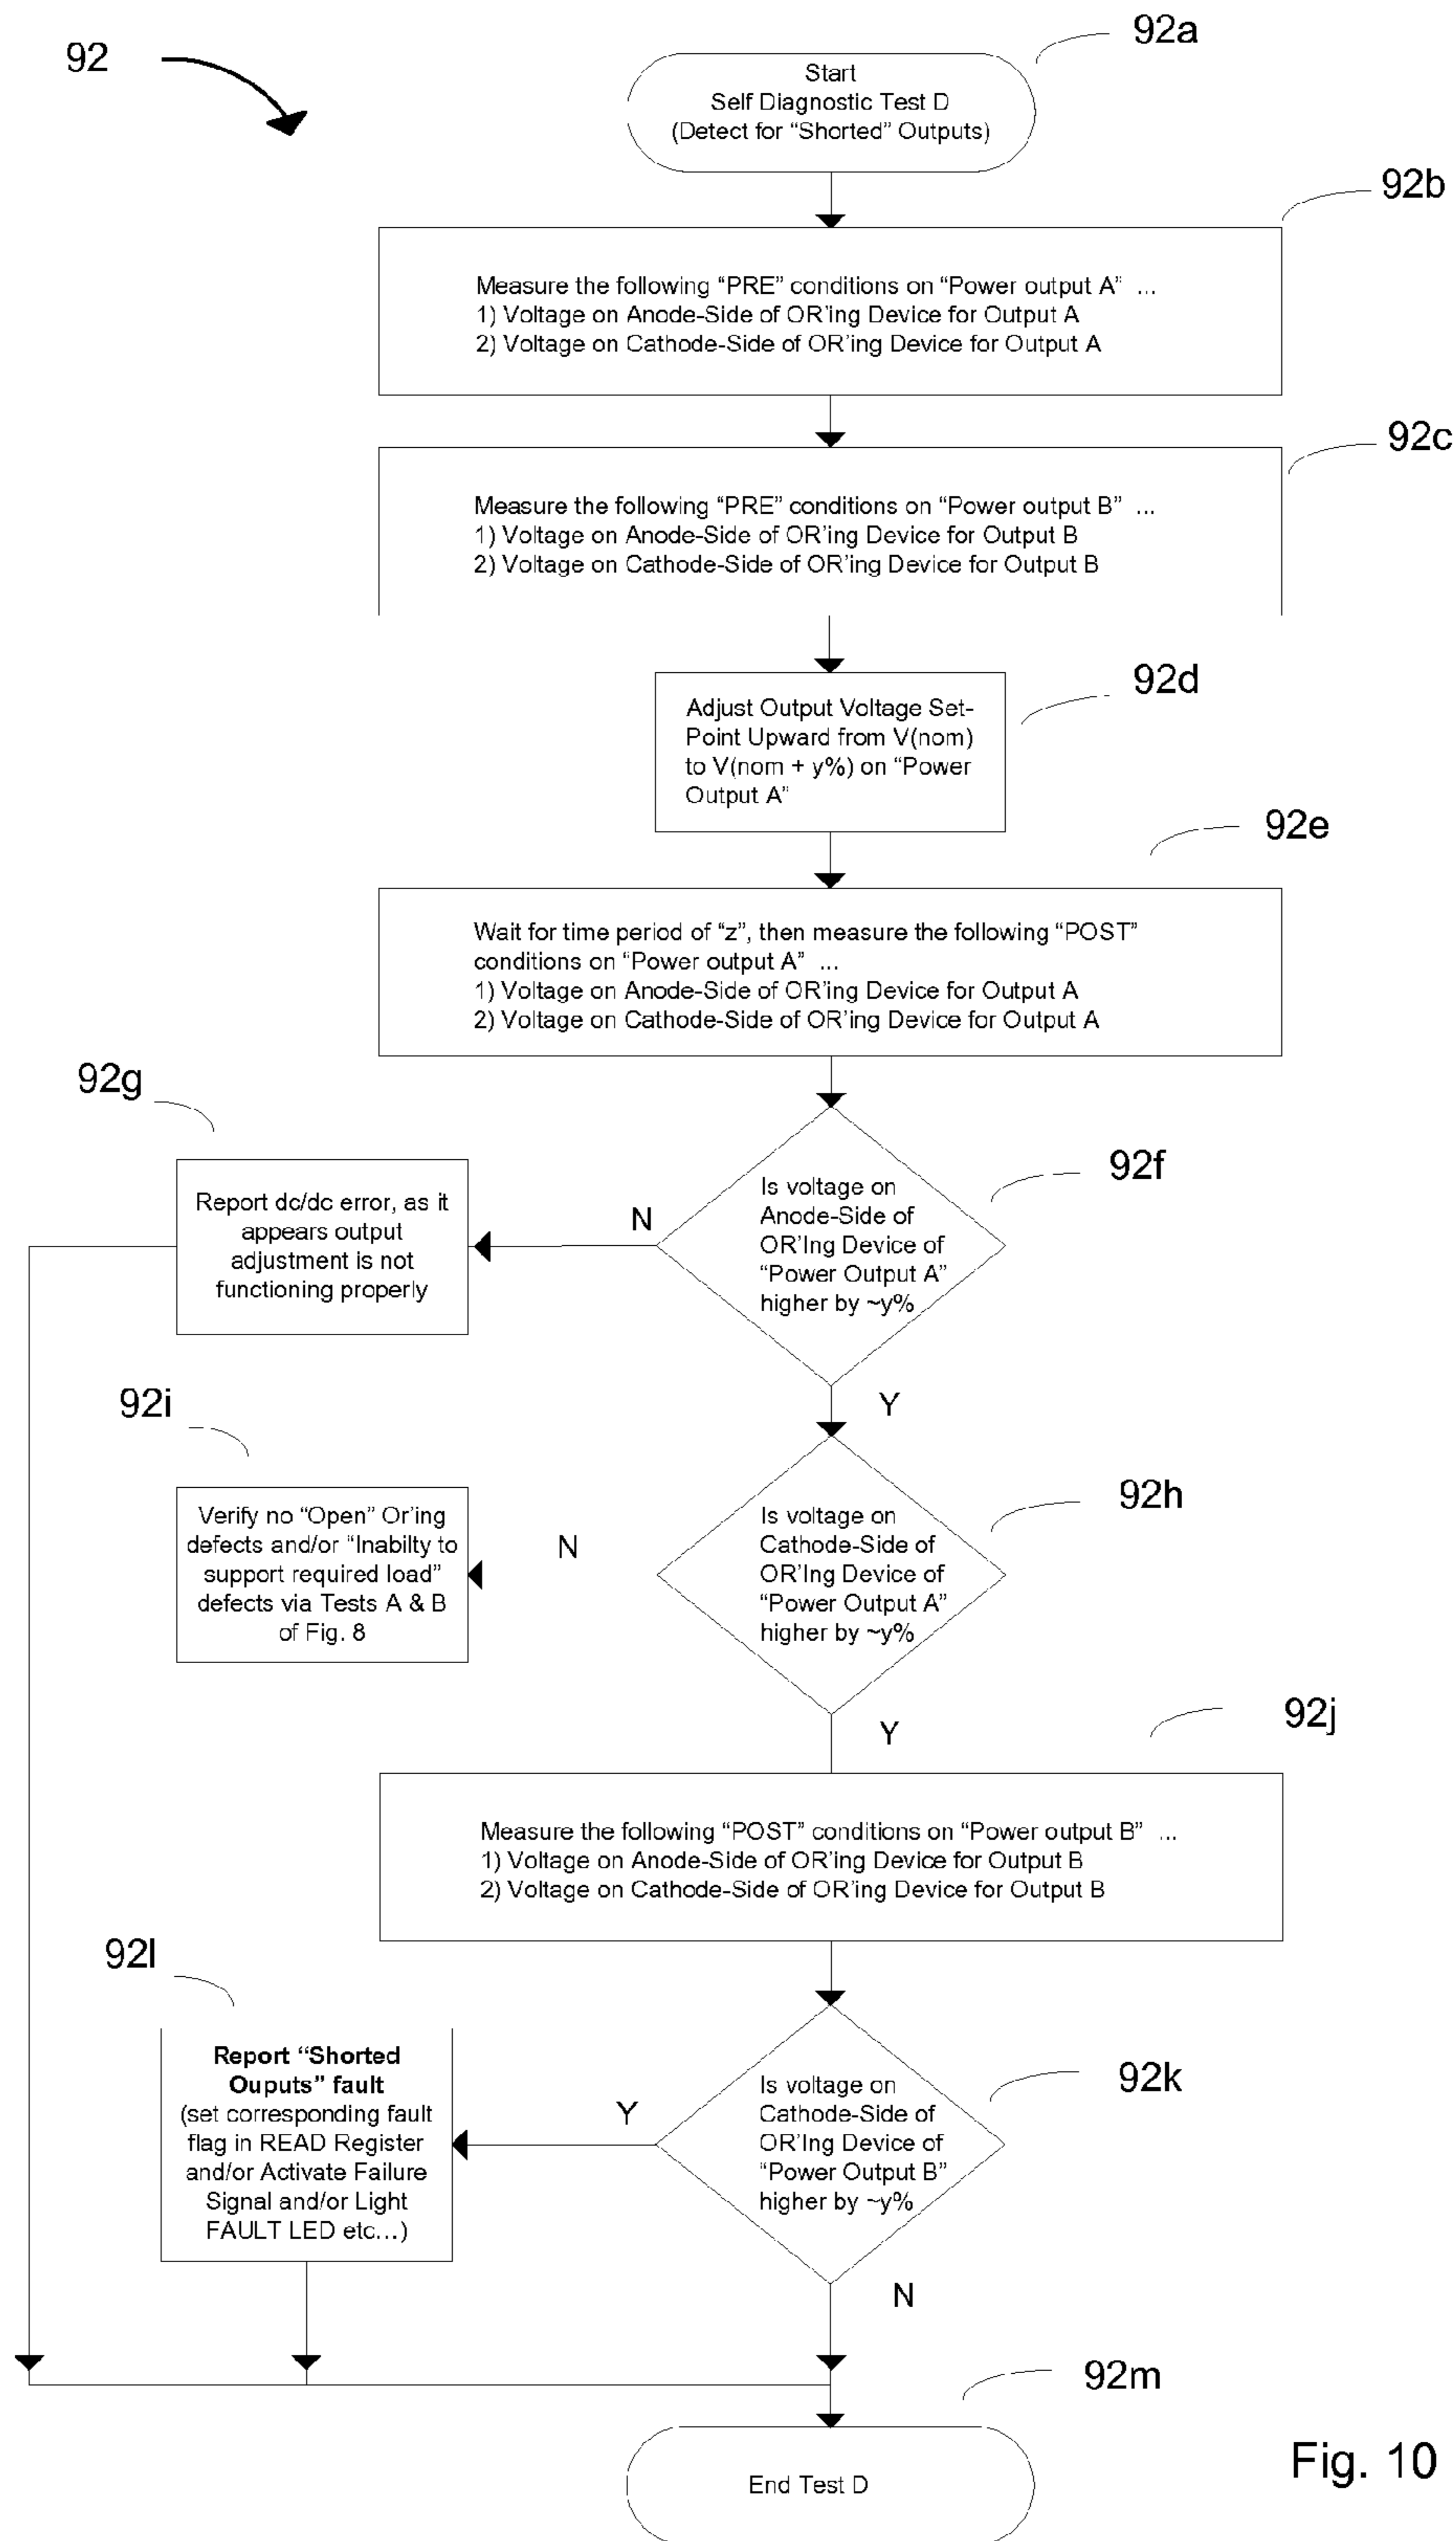 92
92a
Start
Self Diagnostic Test D
(Detect for “Shorted” Outputs)
92b
Measure the following “PRE” conditions on “Power output A” ...
1) Voltage on Anode-Side of OR’ing Device for Output A
2) Voltage on Cathode-Side of OR’ing Device for Output A
92c
Measure the following “PRE” conditions on “Power output B” ...
1) Voltage on Anode-Side of OR’ing Device for Output B
2) Voltage on Cathode-Side of OR’ing Device for Output B
92d
Adjust Output Voltage Set-
Point Upward from V(nom)
to V(nom + y%) on “Power
Output A”
92e
Wait for time period of “z”, then measure the following “POST”
conditions on “Power output A” ...
1) Voltage on Anode-Side of OR’ing Device for Output A
2) Voltage on Cathode-Side of OR’ing Device for Output A
92g
Report dc/dc error, as it
appears output
adjustment is not
functioning properly
N
92f
Is voltage on
Anode-Side of
OR’Ing Device of
“Power Output A”
higher by ~y%
Y
92i
Verify no “Open” Or’ing
defects and/or “Inabilty to
support required load”
defects via Tests A & B
of Fig. 8
N
92h
Is voltage on
Cathode-Side of
OR’Ing Device of
“Power Output A”
higher by ~y%
Y
92j
Measure the following “POST” conditions on “Power output B” ...
1) Voltage on Anode-Side of OR’ing Device for Output B
2) Voltage on Cathode-Side of OR’ing Device for Output B
92l
Report “Shorted
Ouputs” fault
(set corresponding fault
flag in READ Register
and/or Activate Failure
Signal and/or Light
FAULT LED etc...)
Y
92k
Is voltage on
Cathode-Side of
OR’Ing Device of
“Power Output B”
higher by ~y%
N
92m
End Test D
Fig. 10